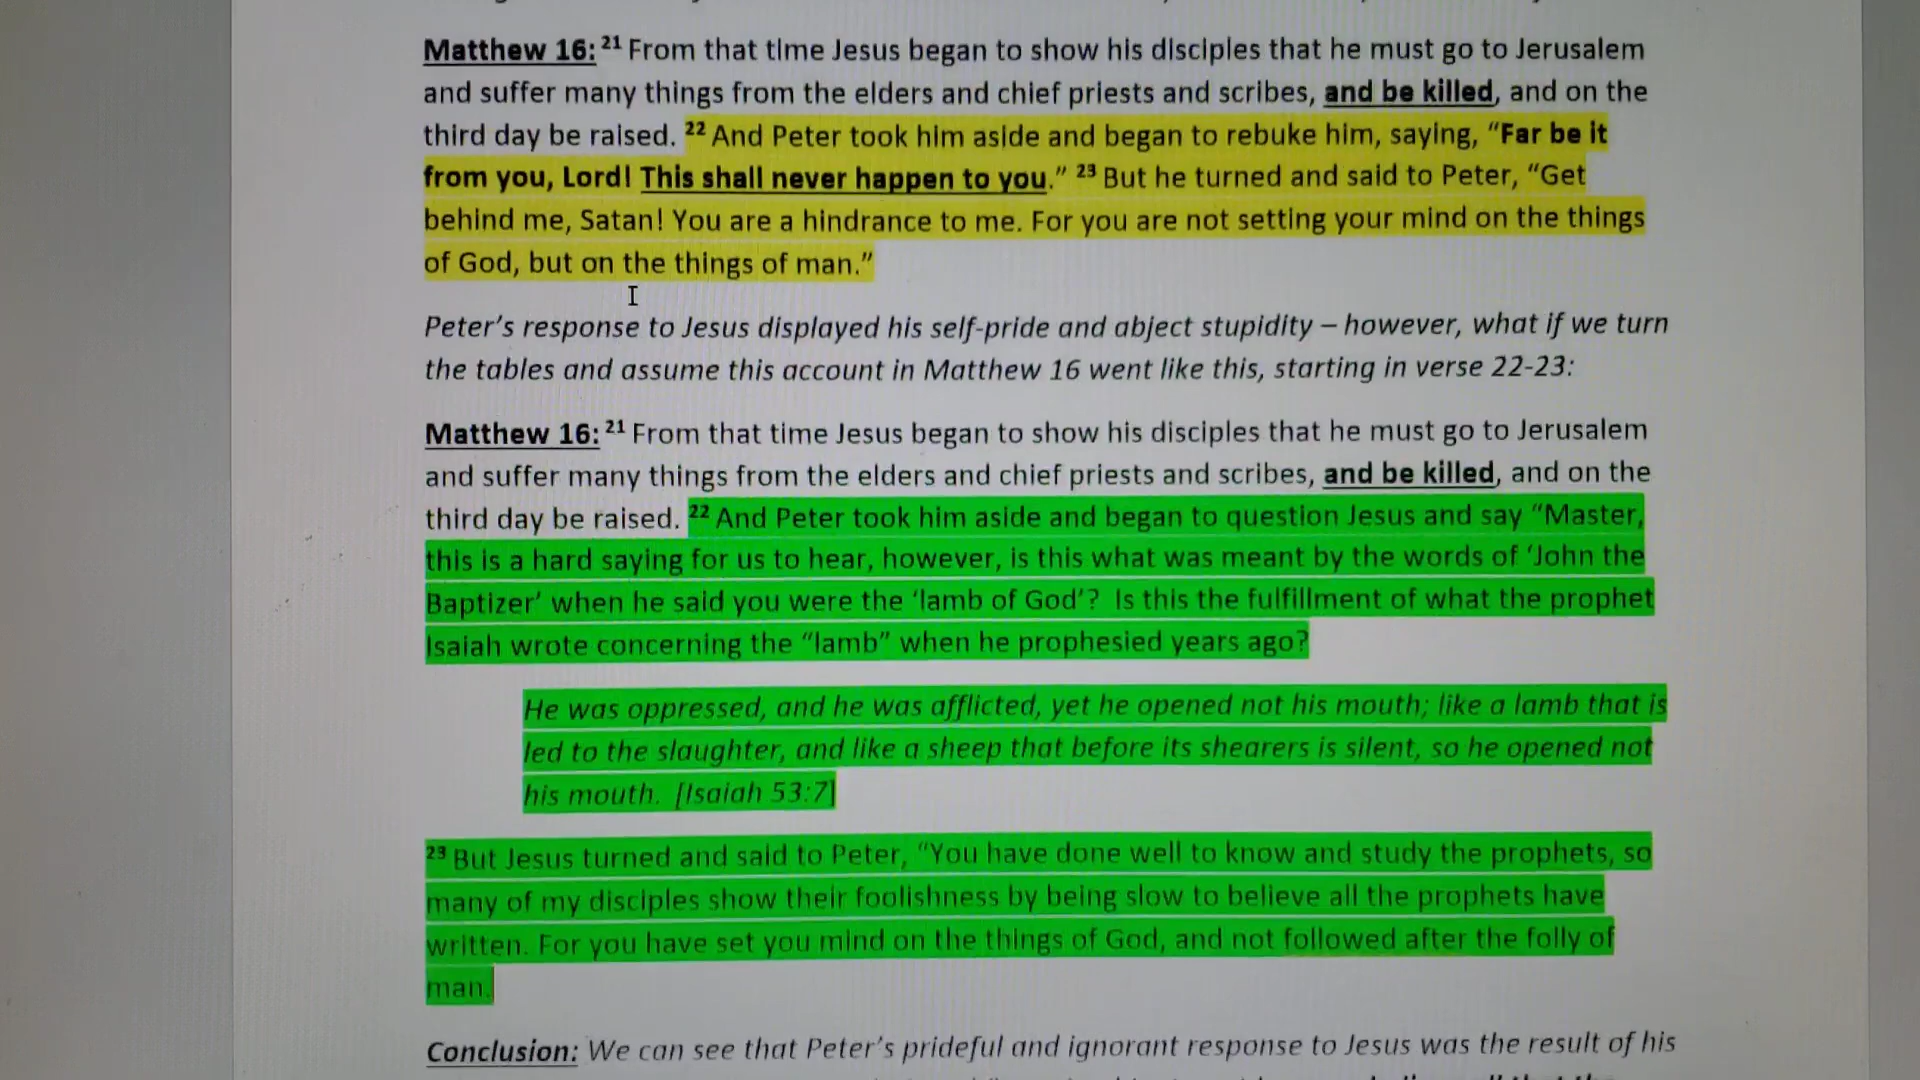 Matthew 16: 21 From that time Jesus began to show his disciples that he must go to Jerusalem
and suffer many things from the elders and chief priests and scribes, and be killed, and on the
third day be raised. 22 And Peter took him aside and began to rebuke him, saying, “Far be it
from you, Lord! This shall never happen to you.” 23 But he turned and said to Peter, “Get
behind me, Satan! You are a hindrance to me. For you are not setting your mind on the things
of God, but on the things of man.”
Peter’s response to Jesus displayed his self-pride and abject stupidity – however, what if we turn
the tables and assume this account in Matthew 16 went like this, starting in verse 22-23:
Matthew 16: 21 From that time Jesus began to show his disciples that he must go to Jerusalem
and suffer many things from the elders and chief priests and scribes, and be killed, and on the
third day be raised. 22 And Peter took him aside and began to question Jesus and say “Master,
this is a hard saying for us to hear, however, is this what was meant by the words of ‘John the
Baptizer’ when he said you were the ‘lamb of God’? Is this the fulfillment of what the prophet
Isaiah wrote concerning the “lamb” when he prophesied years ago?
He was oppressed, and he was afflicted, yet he opened not his mouth; like a lamb that is
led to the slaughter, and like a sheep that before its shearers is silent, so he opened not
his mouth. [Isaiah 53:7]
23 But Jesus turned and said to Peter, “You have done well to know and study the prophets, so
many of my disciples show their foolishness by being slow to believe all the prophets have
written. For you have set you mind on the things of God, and not followed after the folly of
man.
Conclusion: We can see that Peter’s prideful and ignorant response to Jesus was the result of his